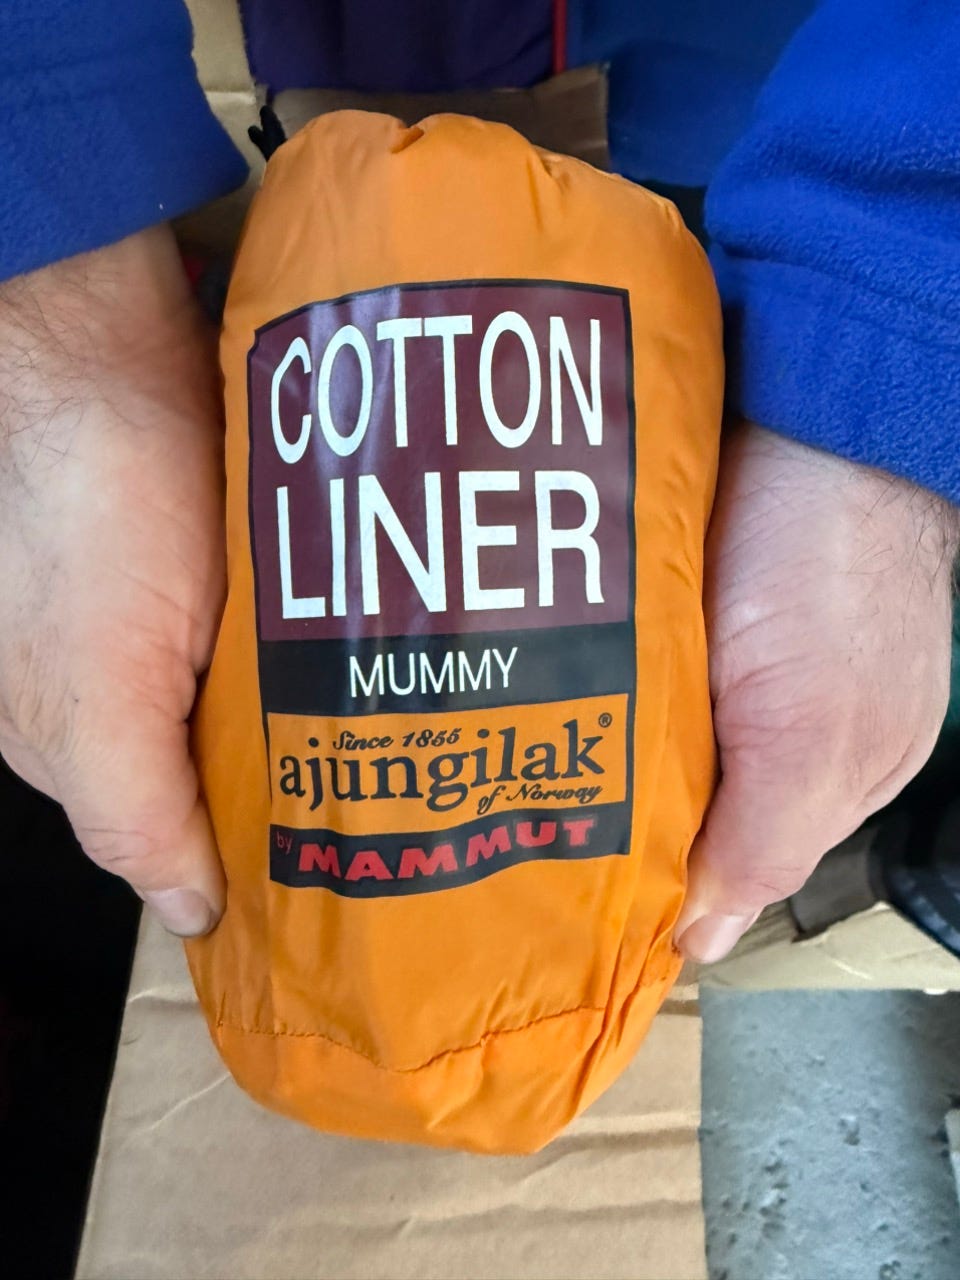 COTTON
LINER
MUMMY
Since 1855
ajungilak®
of Norway
by MAMMUT